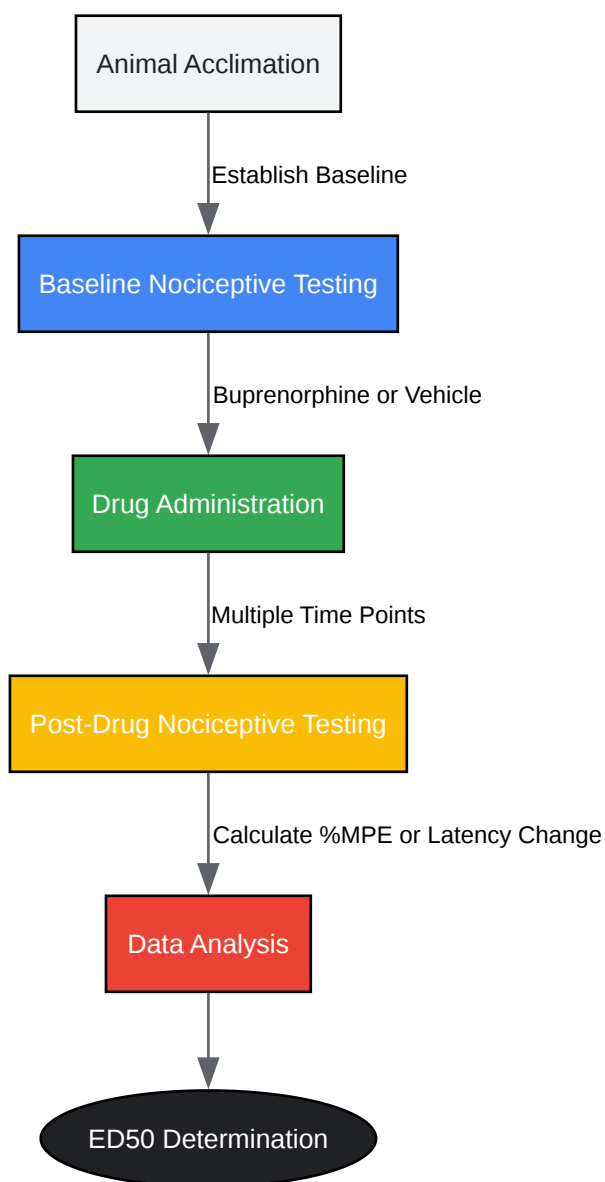 Animal Acclimation
Establish Baseline
Baseline Nociceptive Testing
Buprenorphine or Vehicle
Drug Administration
Multiple Time Points
Post-Drug Nociceptive Testing
Calculate %MPE or Latency Change
Data Analysis
ED50 Determination